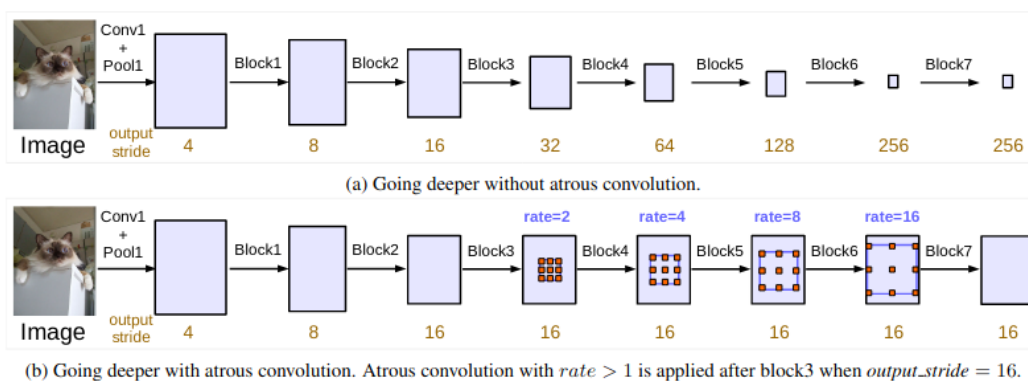 Conv1
+
Pool1
Block1
Block2
Block3
Block4
Block5
Block6
Block7
Image
output
stride
4
8
16
32
64
128
256
256
(a) Going deeper without atrous convolution.
rate=2
rate=4
rate=8
rate=16
Conv1
+
Pool1
Block1
Block2
Block3
Block4
Block5
Block6
Block7
Image
output
stride
4
8
16
16
16
16
16
16
(b) Going deeper with atrous convolution. Atrous convolution with rate > 1 is applied after block3 when output_stride = 16.